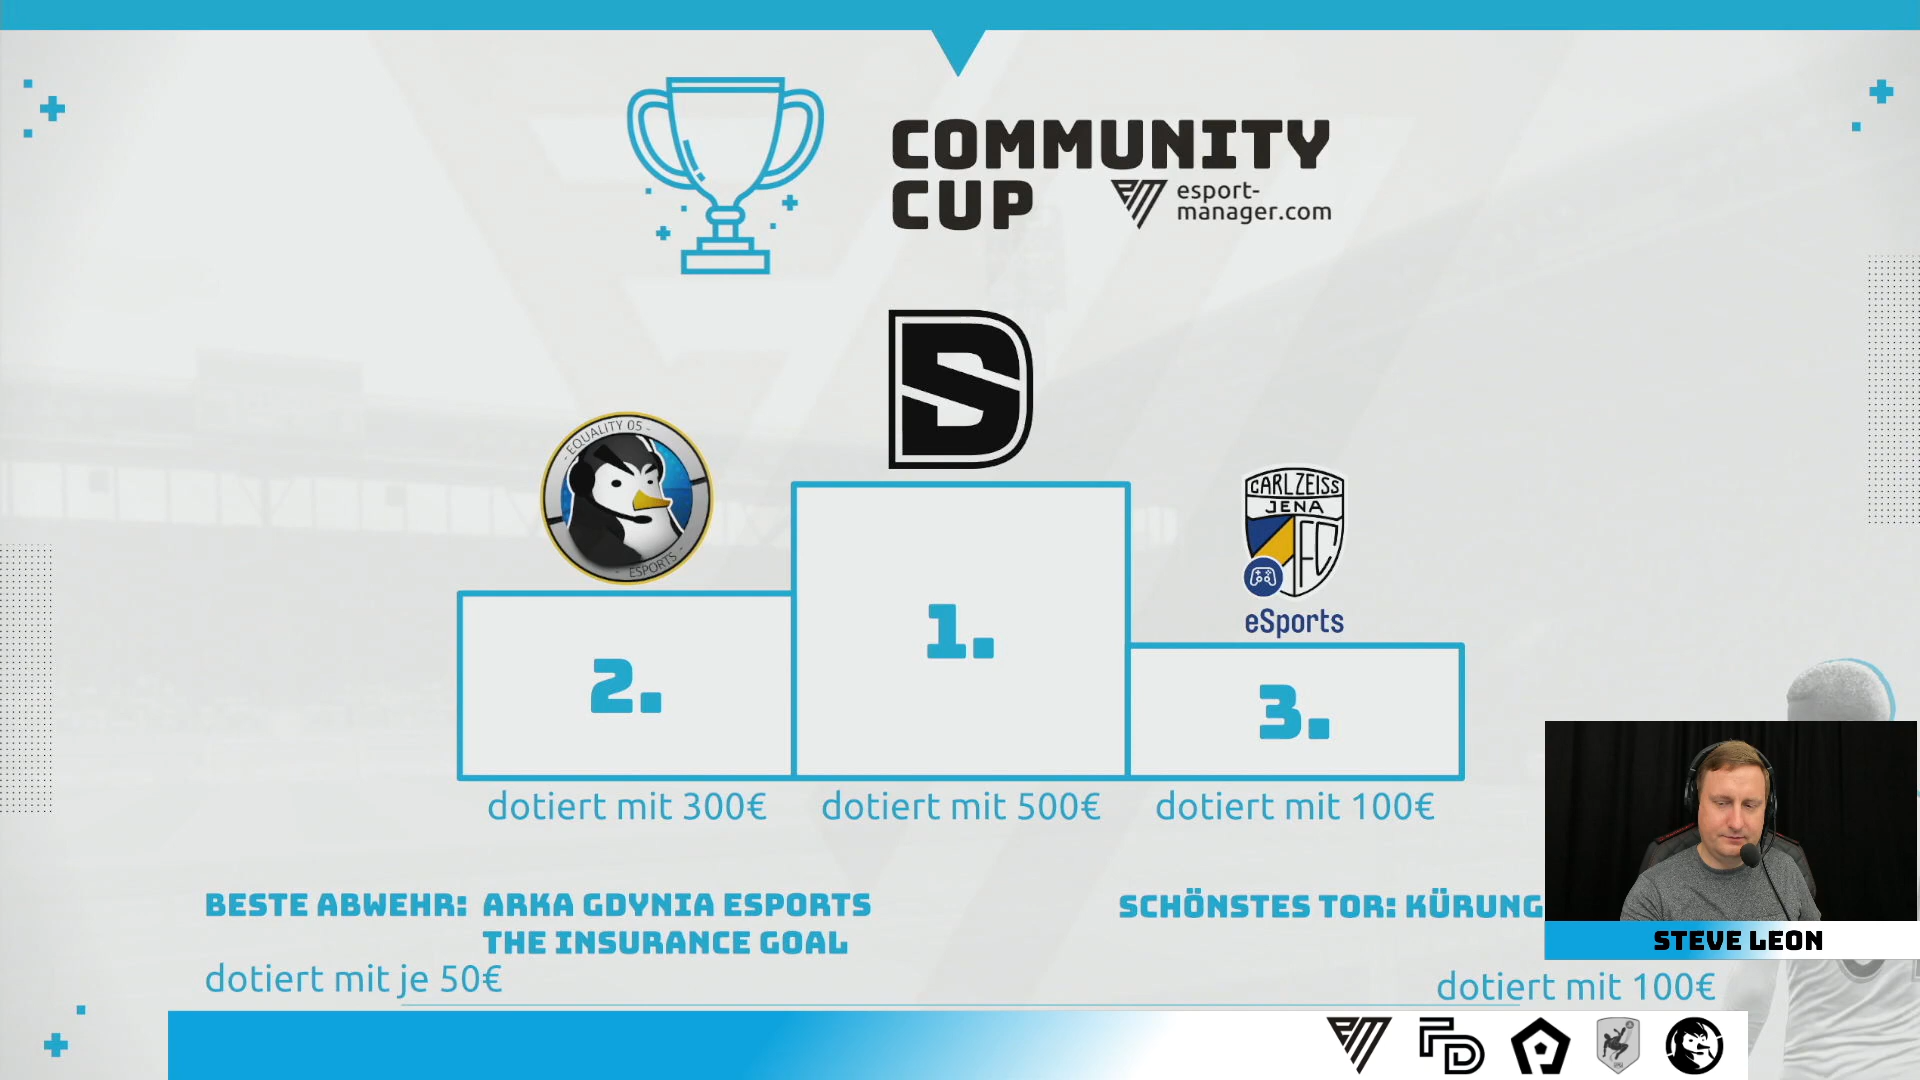 COMMUNITY
CUP
esport-
manager.com
- EQUALITY 05 -
- ESPORTS -
CARL ZEISS
JENA
FC
eSports
1.
2.
3.
dotiert mit 300€
dotiert mit 500€
dotiert mit 100€
BESTE ABWEHR: ARKA GDYNIA ESPORTS
THE INSURANCE GOAL
dotiert mit je 50€
SCHÖNSTES TOR: KÜRUNG
STEVE LEON
dotiert mit 100€